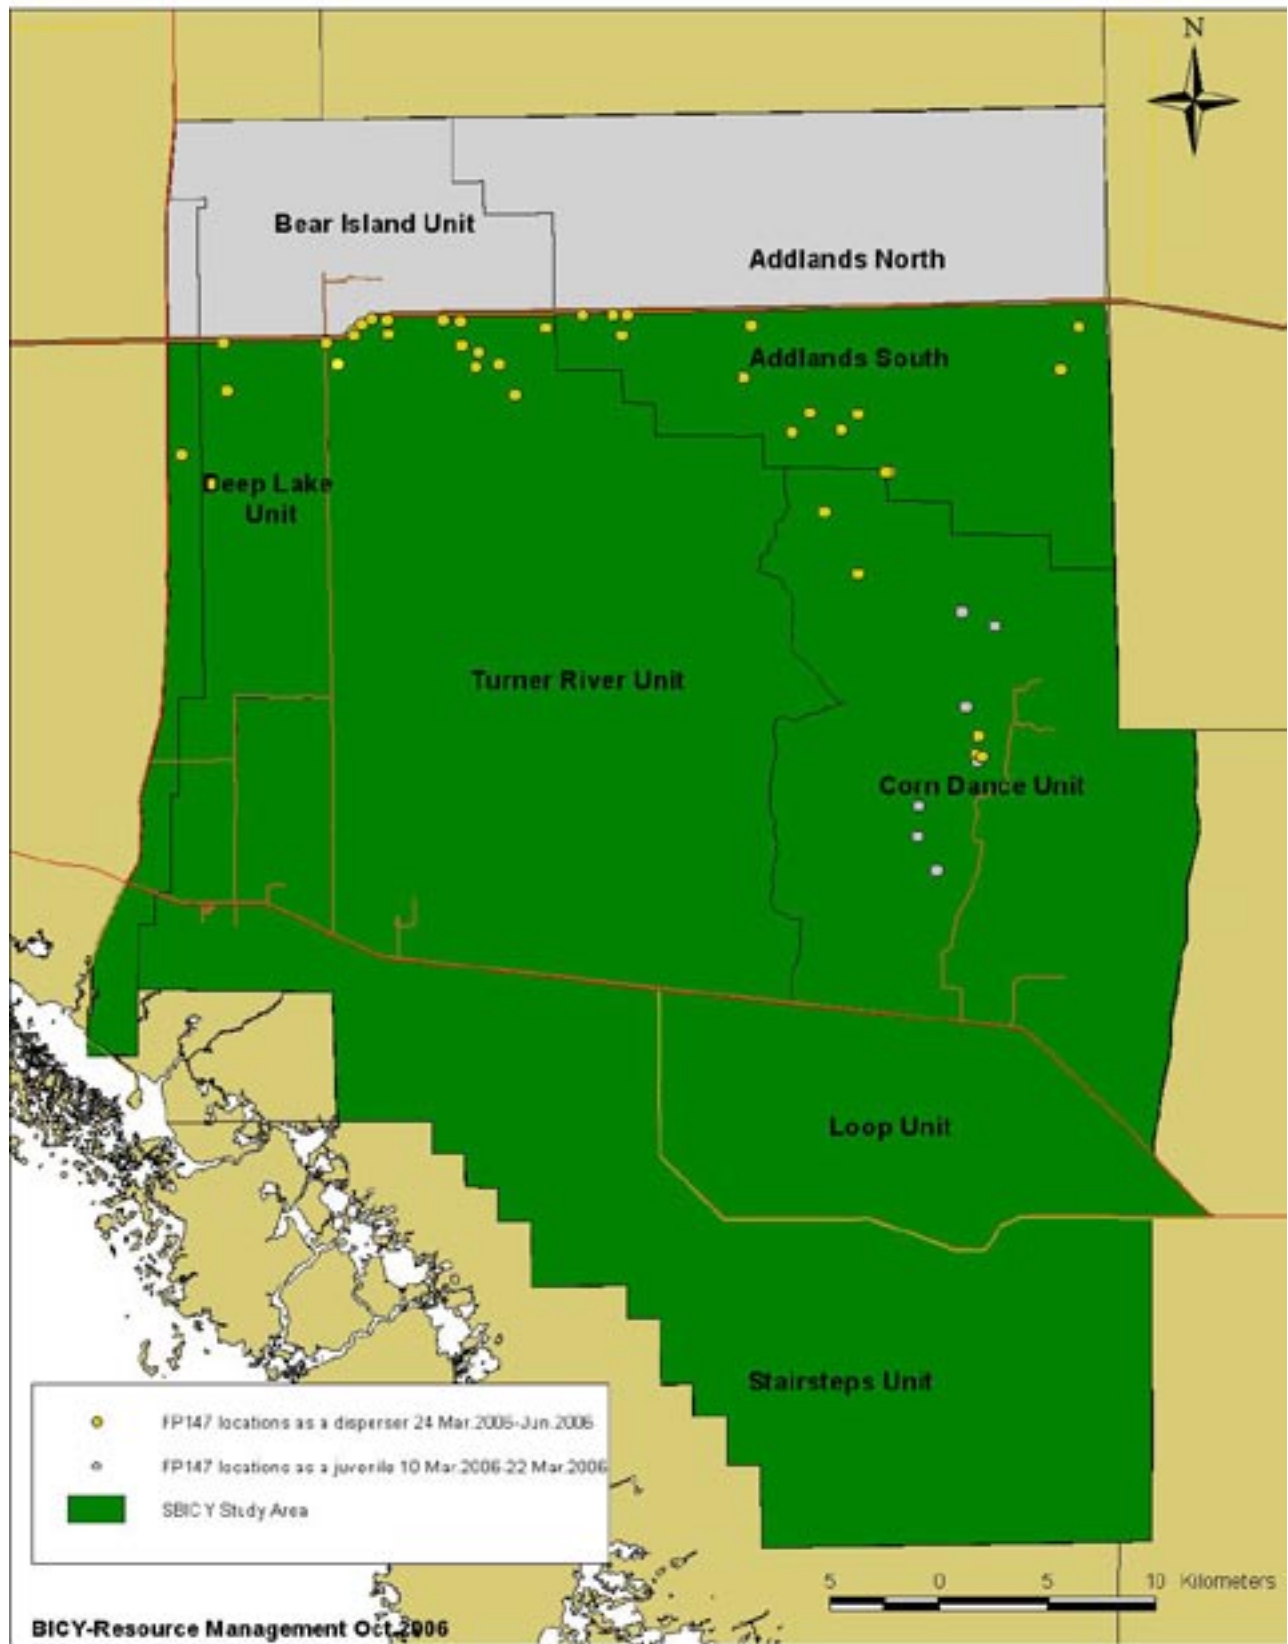 N
Bear Island Unit
Addlands North
Addlands South
Deep Lake
Unit
Turner River Unit
Corn Dance Unit
Loop Unit
Stairsteps Unit
FP147 locations as a disperser 24 Mar.2006-Jun.2006
FP147 locations as a juvenile 10 Mar.2006-22 Mar.2006
SBICY Study Area
5 0 5 10 Kilometers
BICY-Resource Management Oct.2006